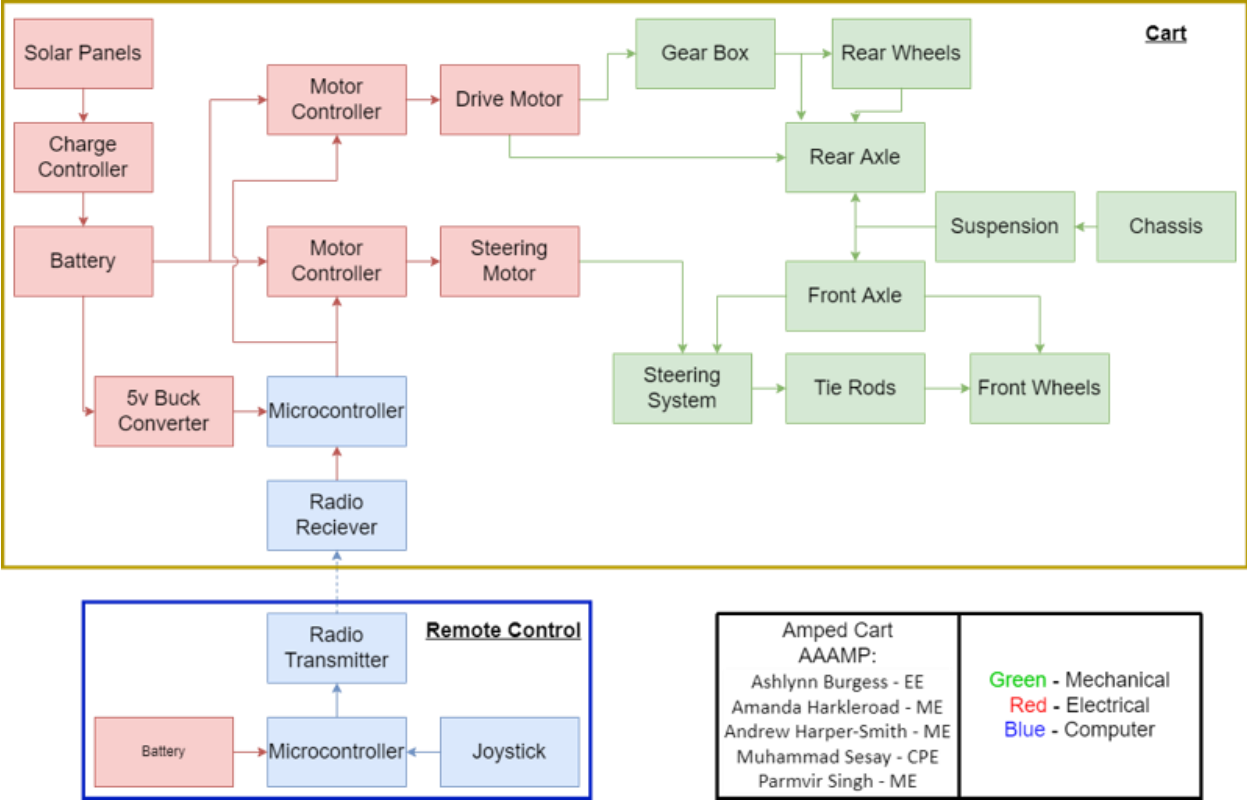 Cart
Solar Panels
Charge
Controller
Battery
Motor
Controller
Drive Motor
Gear Box
Rear Wheels
Rear Axle
Suspension
Chassis
Motor
Controller
Steering
Motor
Front Axle
Steering
System
Tie Rods
Front Wheels
5v Buck
Converter
Microcontroller
Radio
Reciever
Remote Control
Radio
Transmitter
Battery
Microcontroller
Joystick
Amped Cart
AAAMP:
Ashlynn Burgess - EE
Amanda Harkleroad - ME
Andrew Harper-Smith - ME
Muhammad Sesay - CPE
Parmvir Singh - ME
Green - Mechanical
Red - Electrical
Blue - Computer